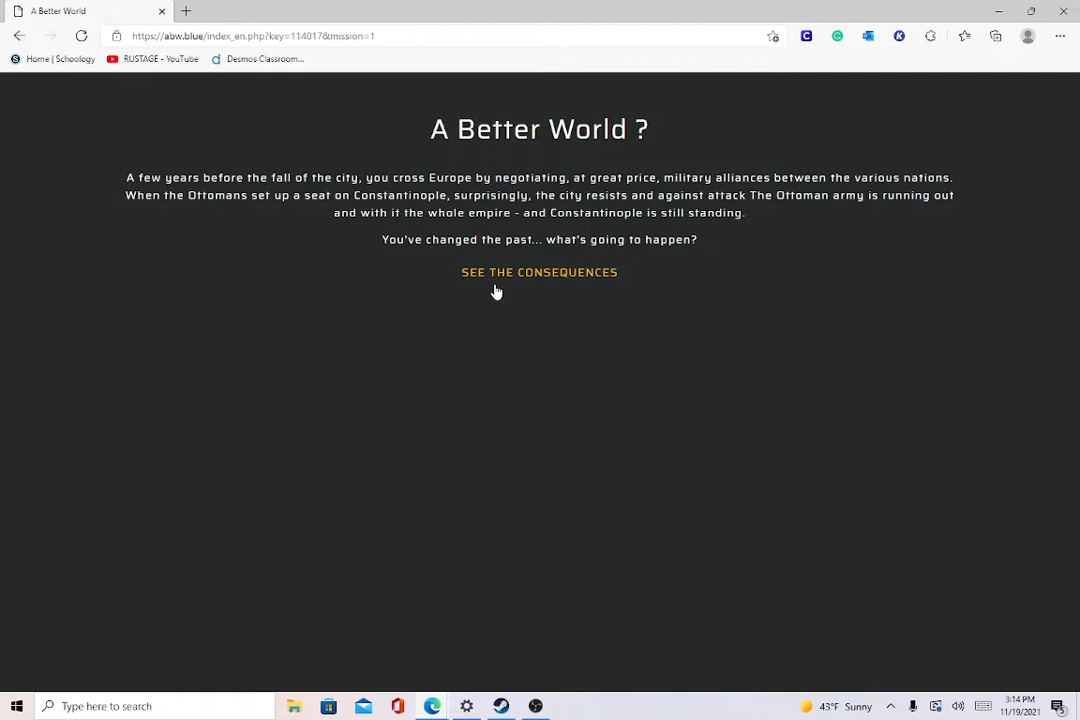 A Better World
https://abw.blue/index_en.php?key=114017&mission=1
Home | Schoology
RUSTAGE - YouTube
Desmos Classroom...
A Better World ?
A few years before the fall of the city, you cross Europe by negotiating, at great price, military alliances between the various nations.
When the Ottomans set up a seat on Constantinople, surprisingly, the city resists and against attack The Ottoman army is running out
and with it the whole empire - and Constantinople is still standing.
You've changed the past... what's going to happen?
SEE THE CONSEQUENCES
Type here to search
43°F Sunny
3:14 PM
11/19/2021